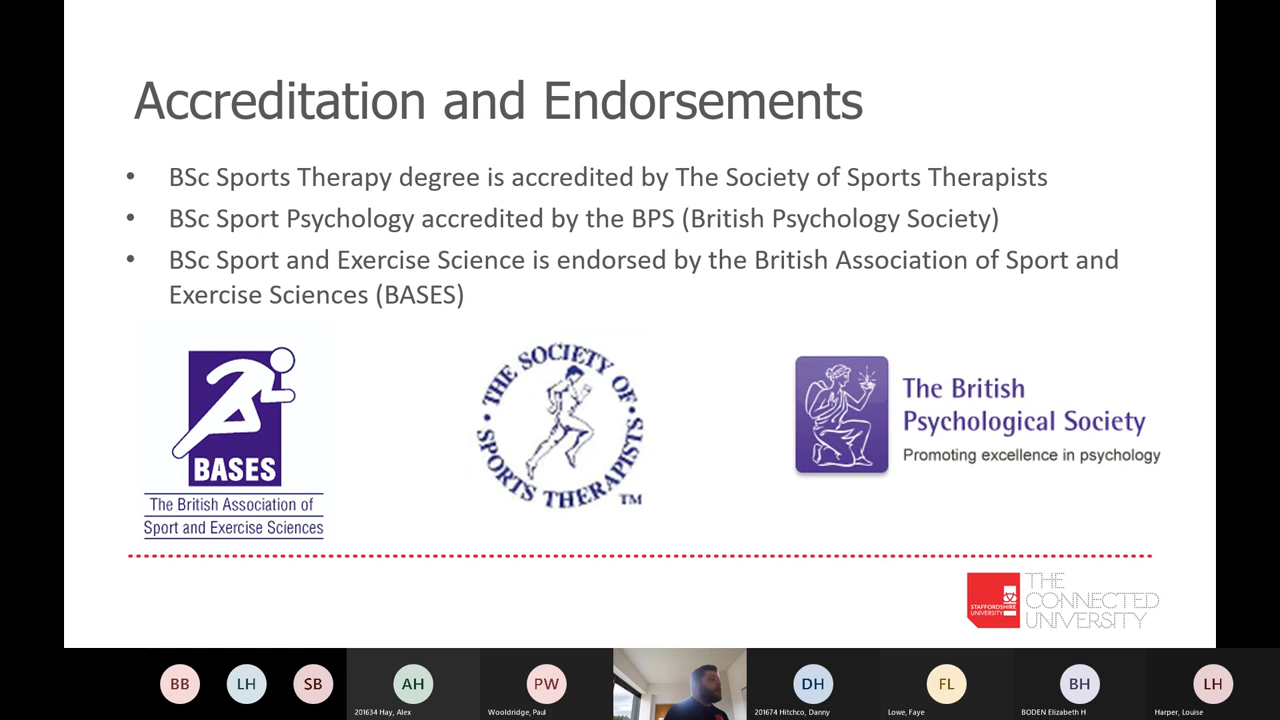 Accreditation and Endorsements
• BSc Sports Therapy degree is accredited by The Society of Sports Therapists
• BSc Sport Psychology accredited by the BPS (British Psychology Society)
• BSc Sport and Exercise Science is endorsed by the British Association of Sport and
Exercise Sciences (BASES)
BASES
The British Association of
Sport and Exercise Sciences
• THE SOCIETY OF •
SPORTS THERAPISTS
TM
The British
Psychological Society
Promoting excellence in psychology
STAFFORDSHIRE
UNIVERSITY
THE
CONNECTED
UNIVERSITY
BB
LH
SB
AH
201634 Hay, Alex
PW
Wooldridge, Paul
DH
201674 Hitchco, Danny
FL
Lowe, Faye
BH
BODEN Elizabeth H
LH
Harper, Louise